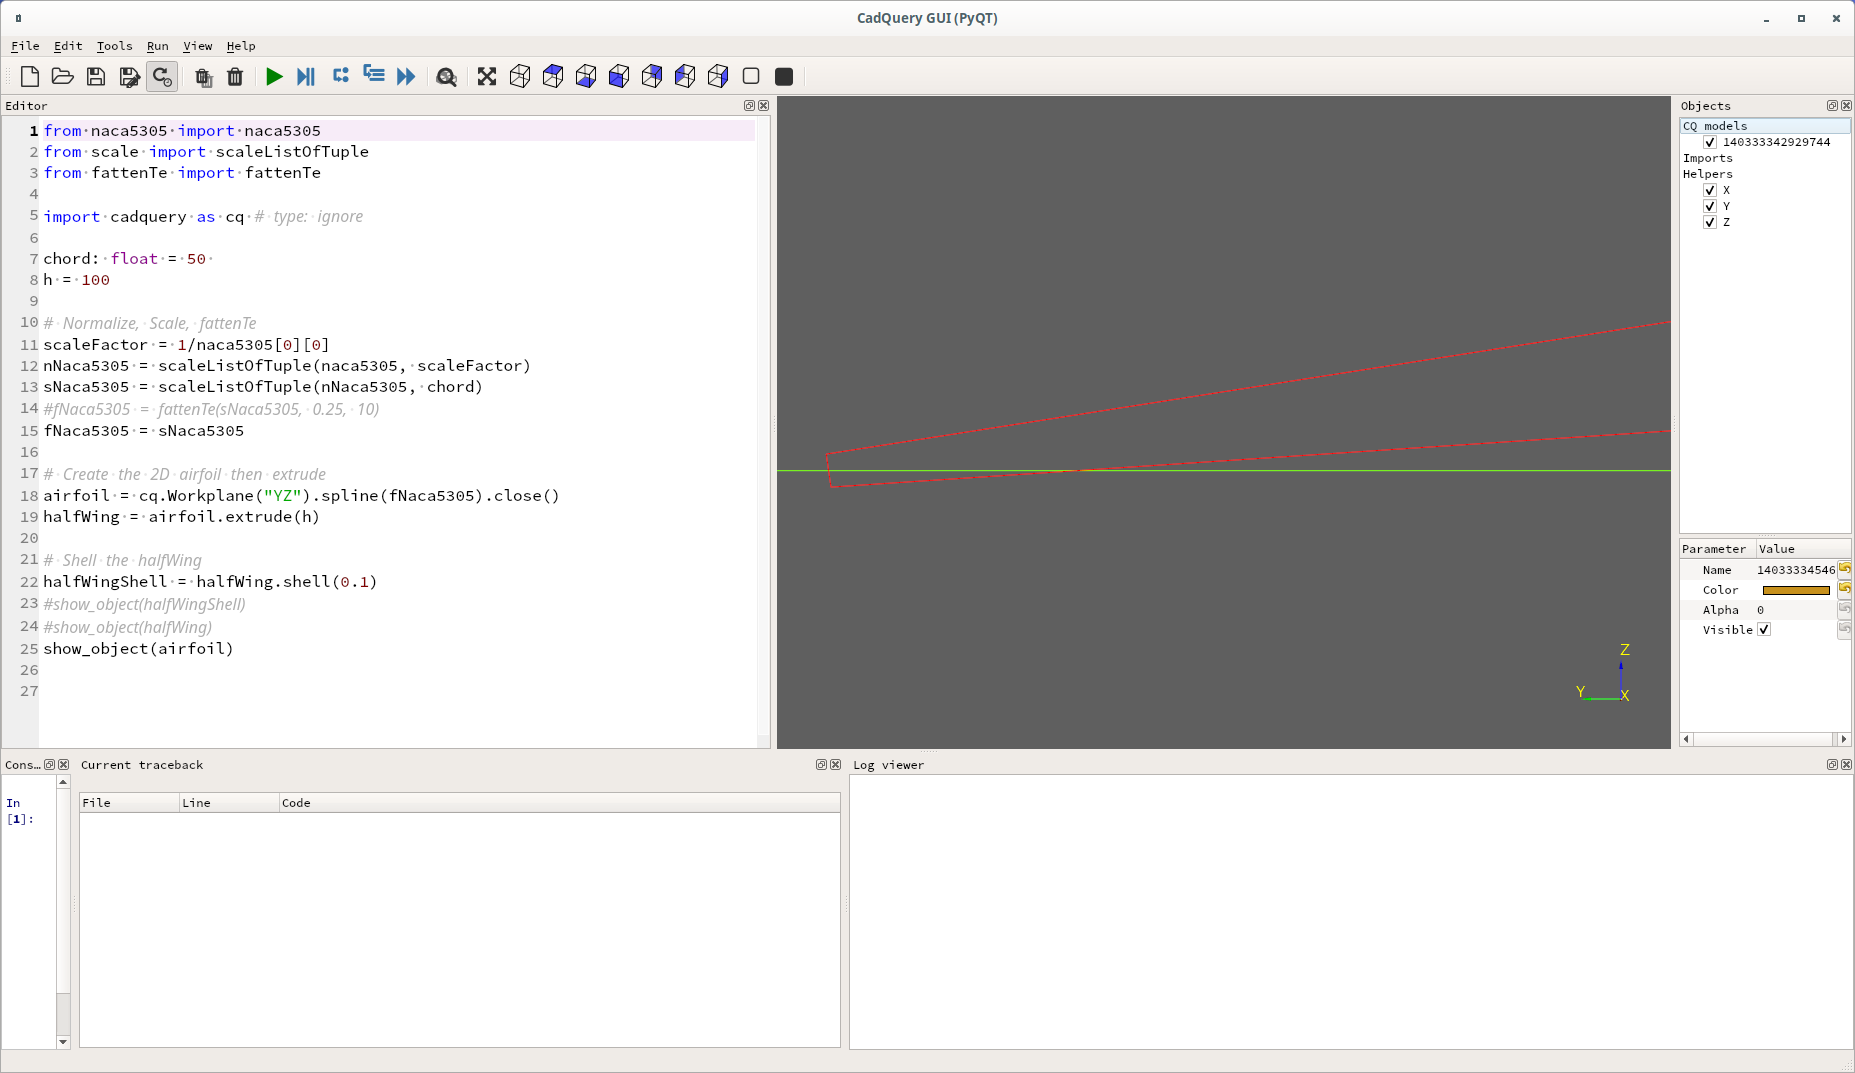 CadQuery GUI (PyQT)
File Edit Tools Run View Help
Editor
1 from naca5305 import naca5305
2 from scale import scaleListOfTuple
3 from fattenTe import fattenTe
4
5 import cadquery as cq # type: ignore
6
7 chord: float = 50
8 h = 100
9
10 # Normalize, Scale, fattenTe
11 scaleFactor = 1/naca5305[0][0]
12 nNaca5305 = scaleListOfTuple(naca5305, scaleFactor)
13 sNaca5305 = scaleListOfTuple(nNaca5305, chord)
14 #fNaca5305 = fattenTe(sNaca5305, 0.25, 10)
15 fNaca5305 = sNaca5305
16
17 # Create the 2D airfoil then extrude
18 airfoil = cq.Workplane("YZ").spline(fNaca5305).close()
19 halfWing = airfoil.extrude(h)
20
21 # Shell the halfWing
22 halfWingShell = halfWing.shell(0.1)
23 #show_object(halfWingShell)
24 #show_object(halfWing)
25 show_object(airfoil)
26
27
Z
Y X
Objects
CQ models
140333342929744
Imports
Helpers
X
Y
Z
Parameter Value
Name 14033334546
Color
Alpha 0
Visible
Cons...
In
[1]:
Current traceback
File Line Code
Log viewer